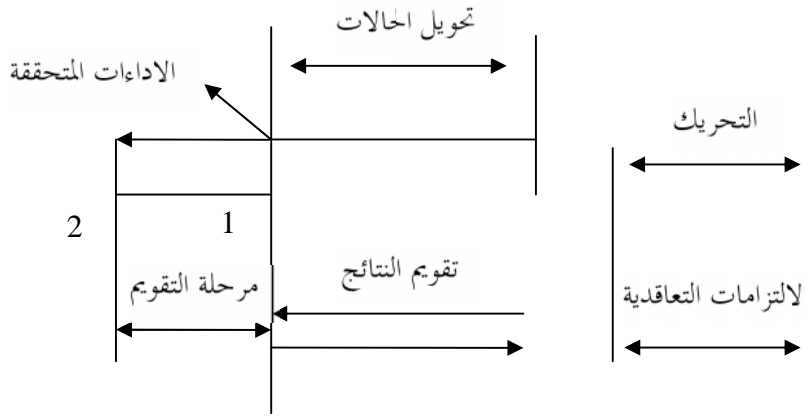 تحويل الحالات
الاداءات المتحققة
التحريك
2
1
تقويم النتائج
مرحلة التقويم
لالتزامات التعاقدية